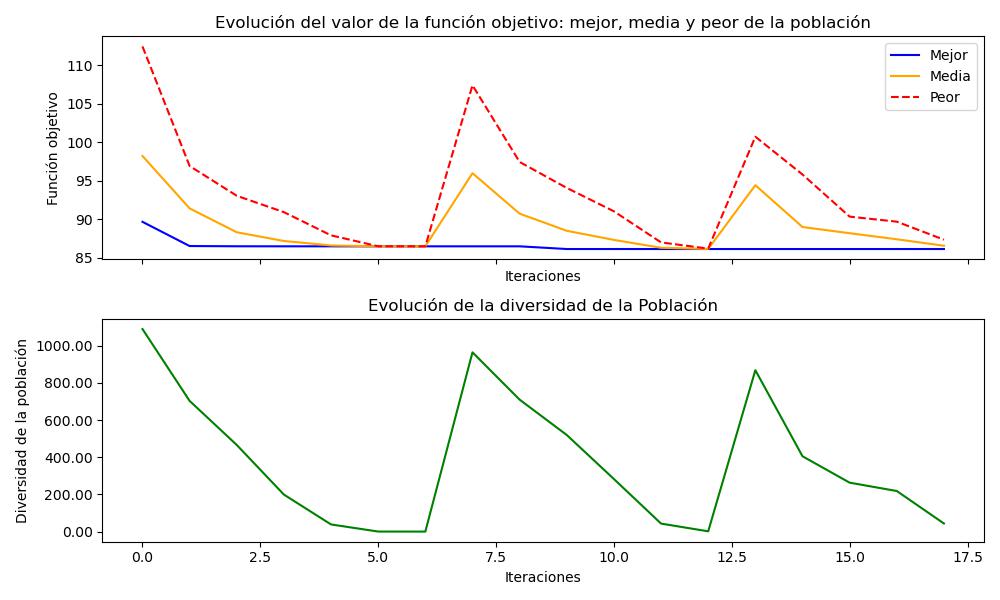 Evolución del valor de la función objetivo: mejor, media y peor de la población
Función objetivo
110
105
100
95
90
85
Mejor
Media
Peor
Iteraciones
Evolución de la diversidad de la Población
Diversidad de la población
1000.00
800.00
600.00
400.00
200.00
0.00
0.0 2.5 5.0 7.5 10.0 12.5 15.0 17.5
Iteraciones